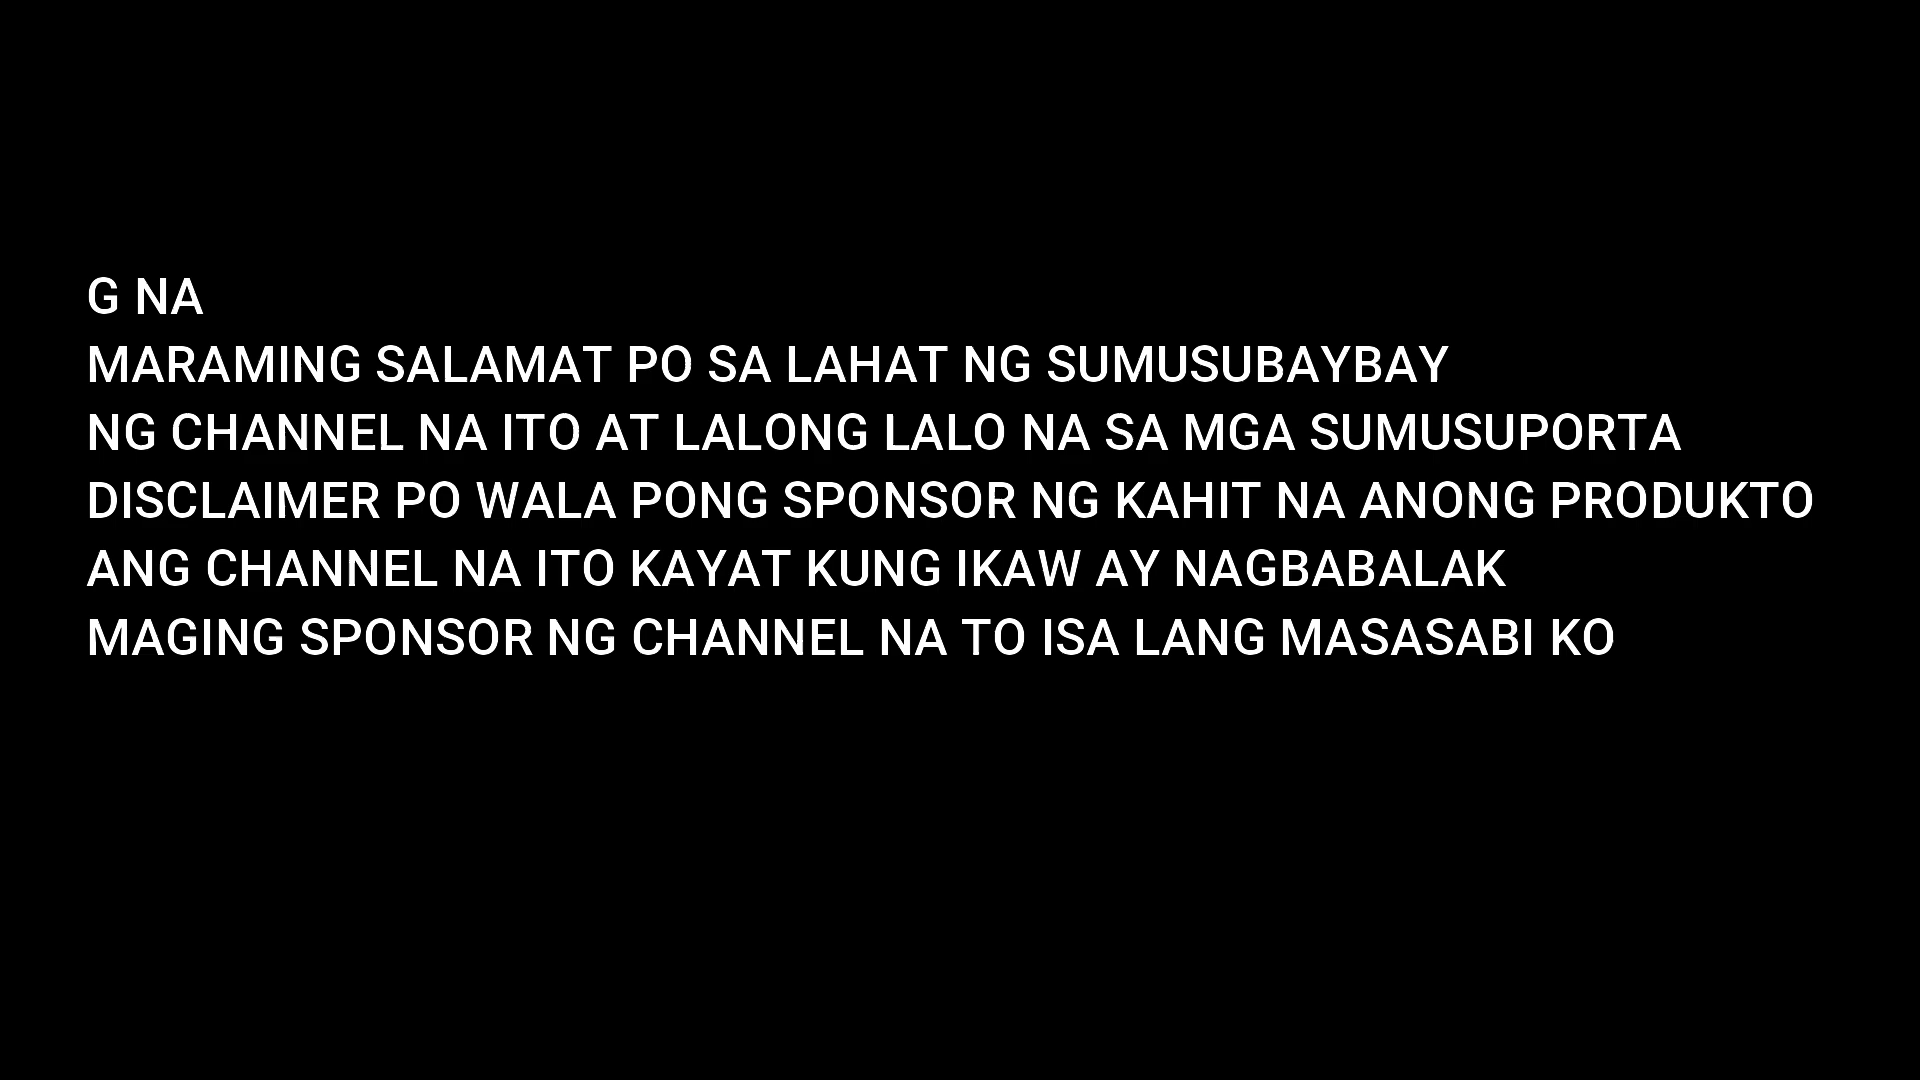 G NA
MARAMING SALAMAT PO SA LAHAT NG SUMUSUBAYBAY
NG CHANNEL NA ITO AT LALONG LALO NA SA MGA SUMUSUPORTA
DISCLAIMER PO WALA PONG SPONSOR NG KAHIT NA ANONG PRODUKTO
ANG CHANNEL NA ITO KAYAT KUNG IKAW AY NAGBABALAK
MAGING SPONSOR NG CHANNEL NA TO ISA LANG MASASABI KO